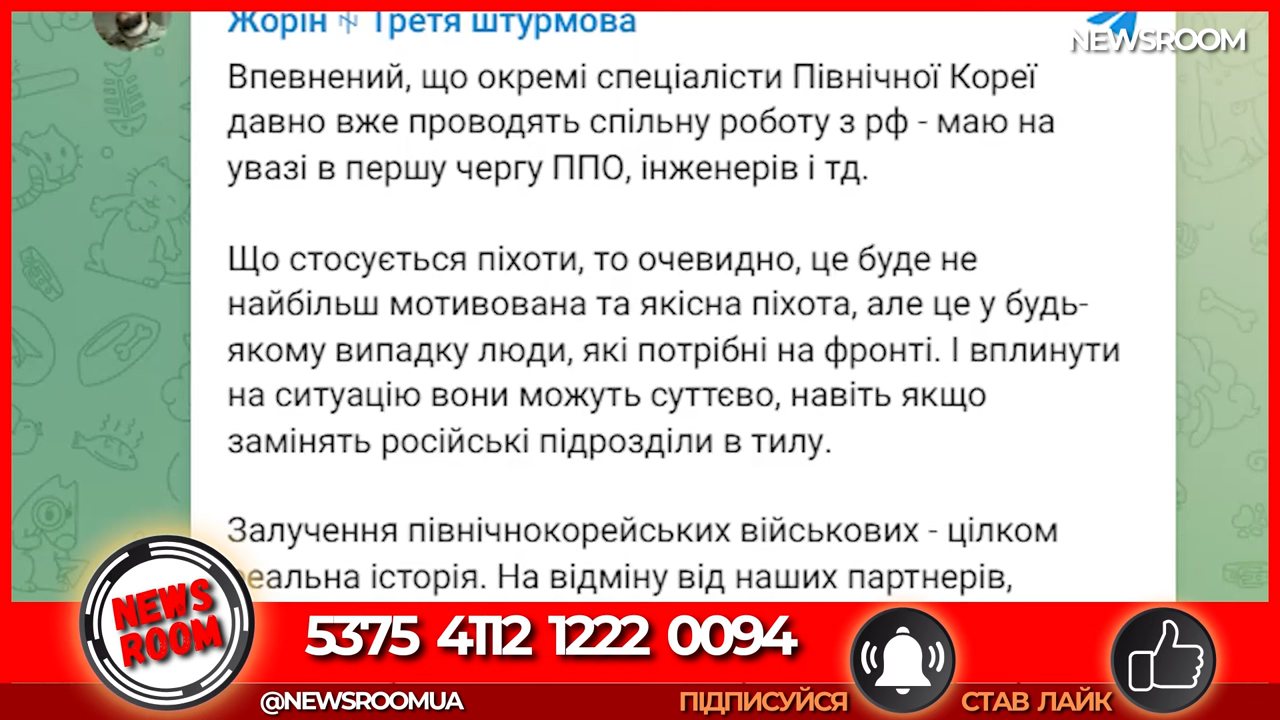 Жорін ᛋ Третя штурмова
NEWSROOM
Впевнений, що окремі спеціалісти Північної Кореї
давно вже проводять спільну роботу з рф - маю на
увазі в першу чергу ППО, інженерів і тд.
Що стосується піхоти, то очевидно, це буде не
найбільш мотивована та якісна піхота, але це у будь-
якому випадку люди, які потрібні на фронті. І вплинути
на ситуацію вони можуть суттєво, навіть якщо
замінять російські підрозділи в тилу.
Залучення північнокорейських військових - цілком
реальна історія. На відміну від наших партнерів,
NEWS
ROOM
5375 4112 1222 0094
@NEWSROOMUA
ПІДПИСУЙСЯ
СТАВ ЛАЙК